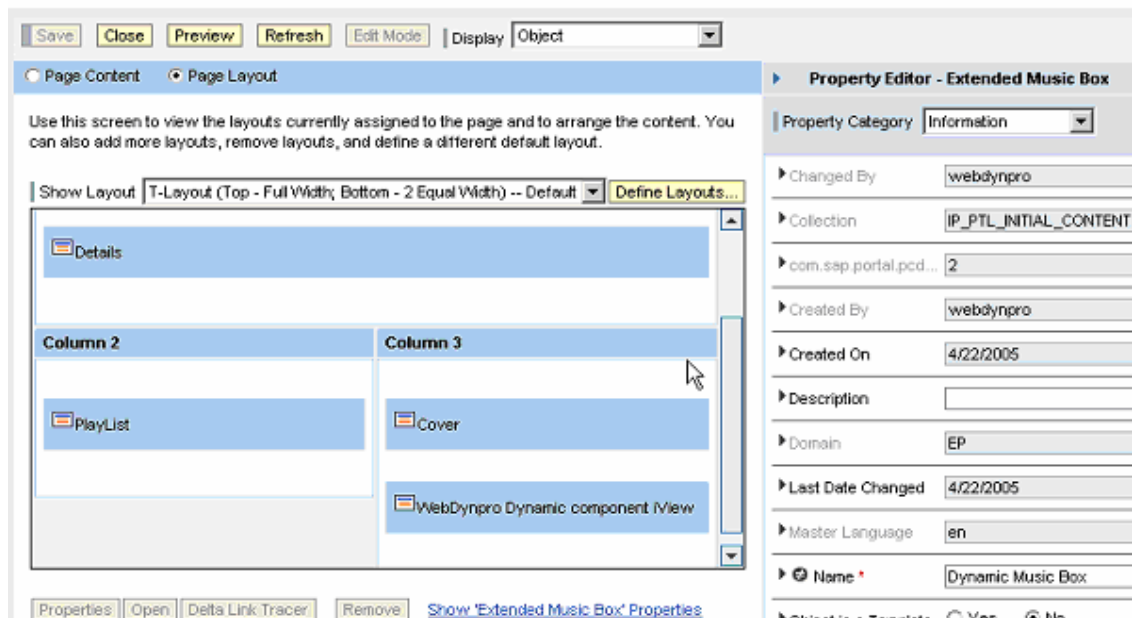 Save Close Preview Refresh Edit Mode Display Object
Page Content Page Layout
Use this screen to view the layouts currently assigned to the page and to arrange the content. You
can also add more layouts, remove layouts, and define a different default layout.
Show Layout T-Layout (Top - Full Width; Bottom - 2 Equal Width) -- Default Define Layouts...
Details
Column 2 Column 3
PlayList Cover
WebDynpro Dynamic component iView
Properties Open Delta Link Tracer Remove Show 'Extended Music Box' Properties
Property Editor - Extended Music Box
Property Category Information
Changed By webdynpro
Collection IP_PTL_INITIAL_CONTENT
com.sap.portal.pcd... 2
Created By webdynpro
Created On 4/22/2005
Description
Domain EP
Last Date Changed 4/22/2005
Master Language en
Name * Dynamic Music Box
Object is a Template Yes No